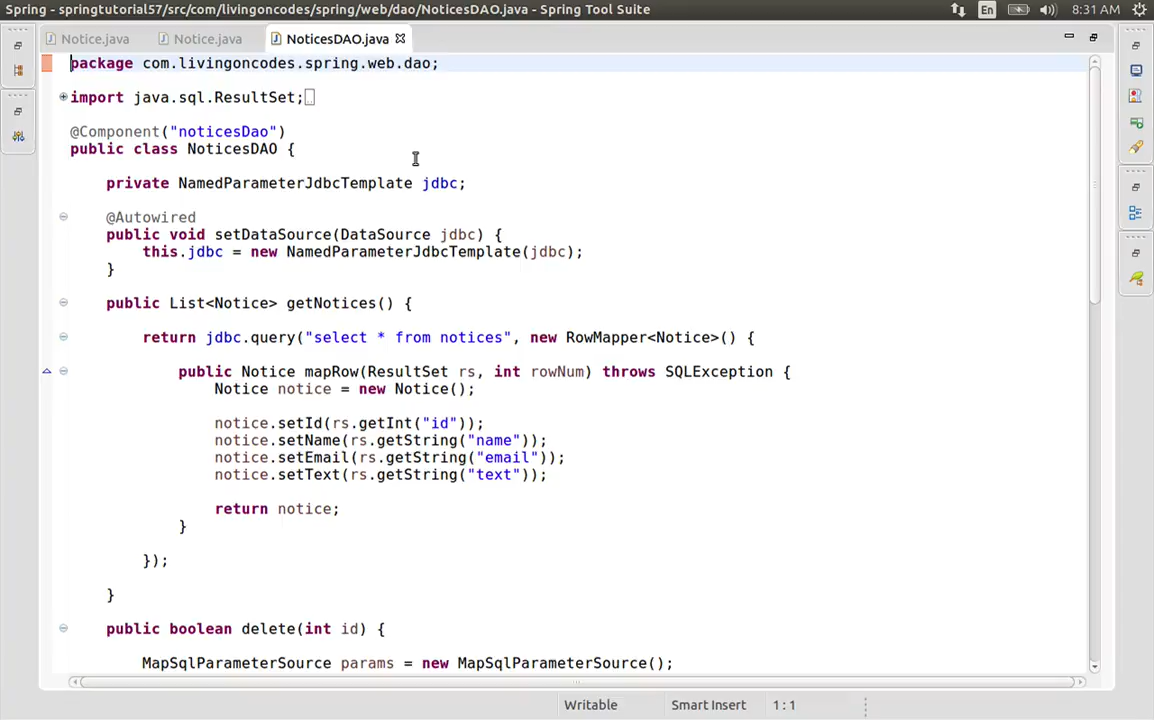 Spring - springtutorial57/src/com/livingoncodes/spring/web/dao/NoticesDAO.java - Spring Tool Suite
En
8:31 AM
Notice.java
Notice.java
NoticesDAO.java
package com.livingoncodes.spring.web.dao;
import java.sql.ResultSet;
@Component("noticesDao")
public class NoticesDAO {
private NamedParameterJdbcTemplate jdbc;
@Autowired
public void setDataSource(DataSource jdbc) {
this.jdbc = new NamedParameterJdbcTemplate(jdbc);
}
public List<Notice> getNotices() {
return jdbc.query("select * from notices", new RowMapper<Notice>() {
public Notice mapRow(ResultSet rs, int rowNum) throws SQLException {
Notice notice = new Notice();
notice.setId(rs.getInt("id"));
notice.setName(rs.getString("name"));
notice.setEmail(rs.getString("email"));
notice.setText(rs.getString("text"));
return notice;
}
});
}
public boolean delete(int id) {
MapSqlParameterSource params = new MapSqlParameterSource();
Writable
Smart Insert
1 : 1